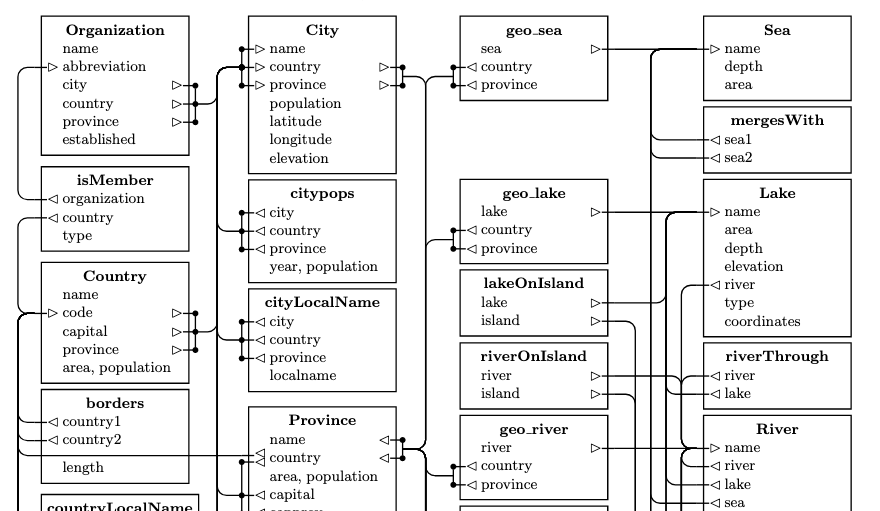 Organization
name
abbreviation
city
country
province
established
isMember
organization
country
type
Country
name
code
capital
province
area, population
borders
country1
country2
length
countryLocalName
City
name
country
province
population
latitude
longitude
elevation
citypops
city
country
province
year, population
cityLocalName
city
country
province
localname
Province
name
country
area, population
capital
geo_sea
sea
country
province
geo_lake
lake
country
province
lakeOnIsland
lake
island
riverOnIsland
river
island
geo_river
river
country
province
Sea
name
depth
area
mergesWith
sea1
sea2
Lake
name
area
depth
elevation
river
type
coordinates
riverThrough
river
lake
River
name
river
lake
sea